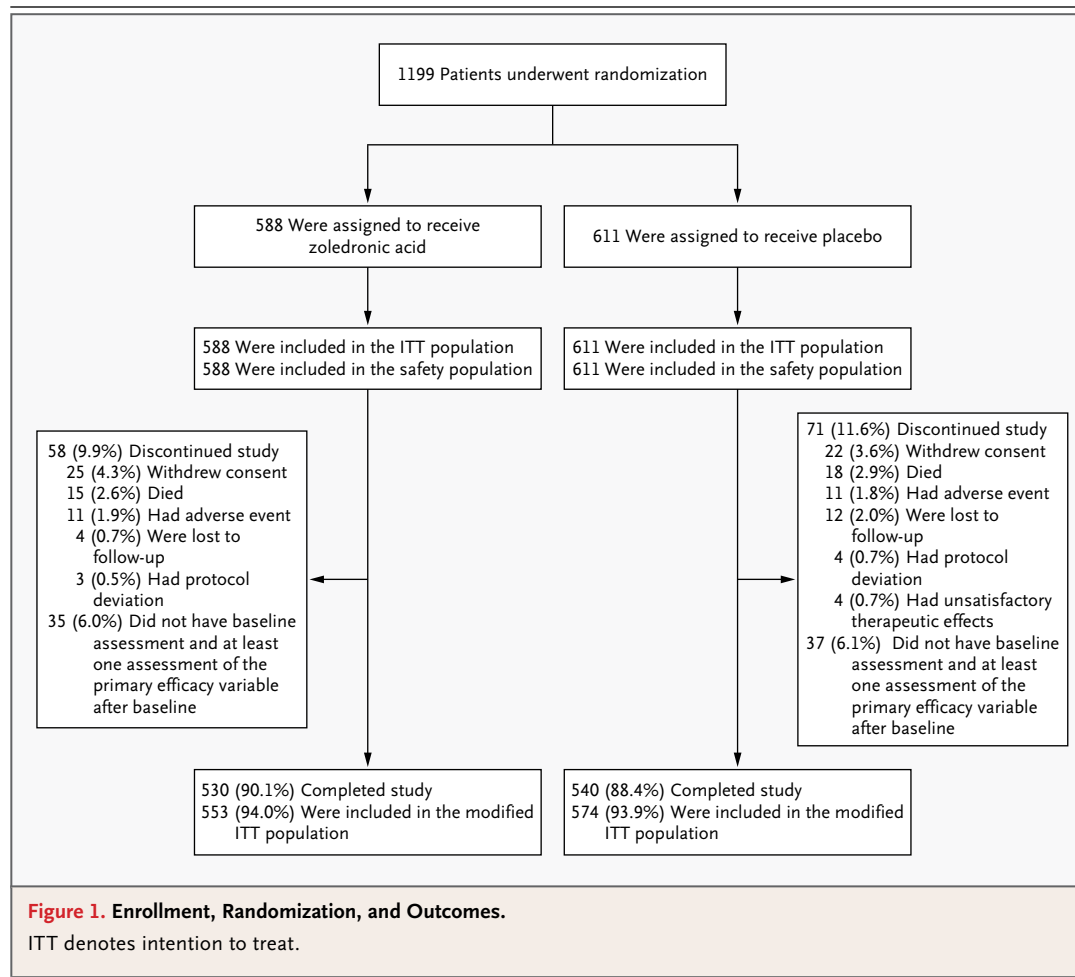 1199 Patients underwent randomization
588 Were assigned to receive
zoledronic acid
611 Were assigned to receive placebo
588 Were included in the ITT population
588 Were included in the safety population
611 Were included in the ITT population
611 Were included in the safety population
58 (9.9%) Discontinued study
25 (4.3%) Withdrew consent
15 (2.6%) Died
11 (1.9%) Had adverse event
4 (0.7%) Were lost to
follow-up
3 (0.5%) Had protocol
deviation
35 (6.0%) Did not have baseline
assessment and at least
one assessment of the
primary efficacy variable
after baseline
71 (11.6%) Discontinued study
22 (3.6%) Withdrew consent
18 (2.9%) Died
11 (1.8%) Had adverse event
12 (2.0%) Were lost to
follow-up
4 (0.7%) Had protocol
deviation
4 (0.7%) Had unsatisfactory
therapeutic effects
37 (6.1%) Did not have baseline
assessment and at least
one assessment of the
primary efficacy variable
after baseline
530 (90.1%) Completed study
553 (94.0%) Were included in the modified
ITT population
540 (88.4%) Completed study
574 (93.9%) Were included in the modified
ITT population
Figure 1. Enrollment, Randomization, and Outcomes.
ITT denotes intention to treat.